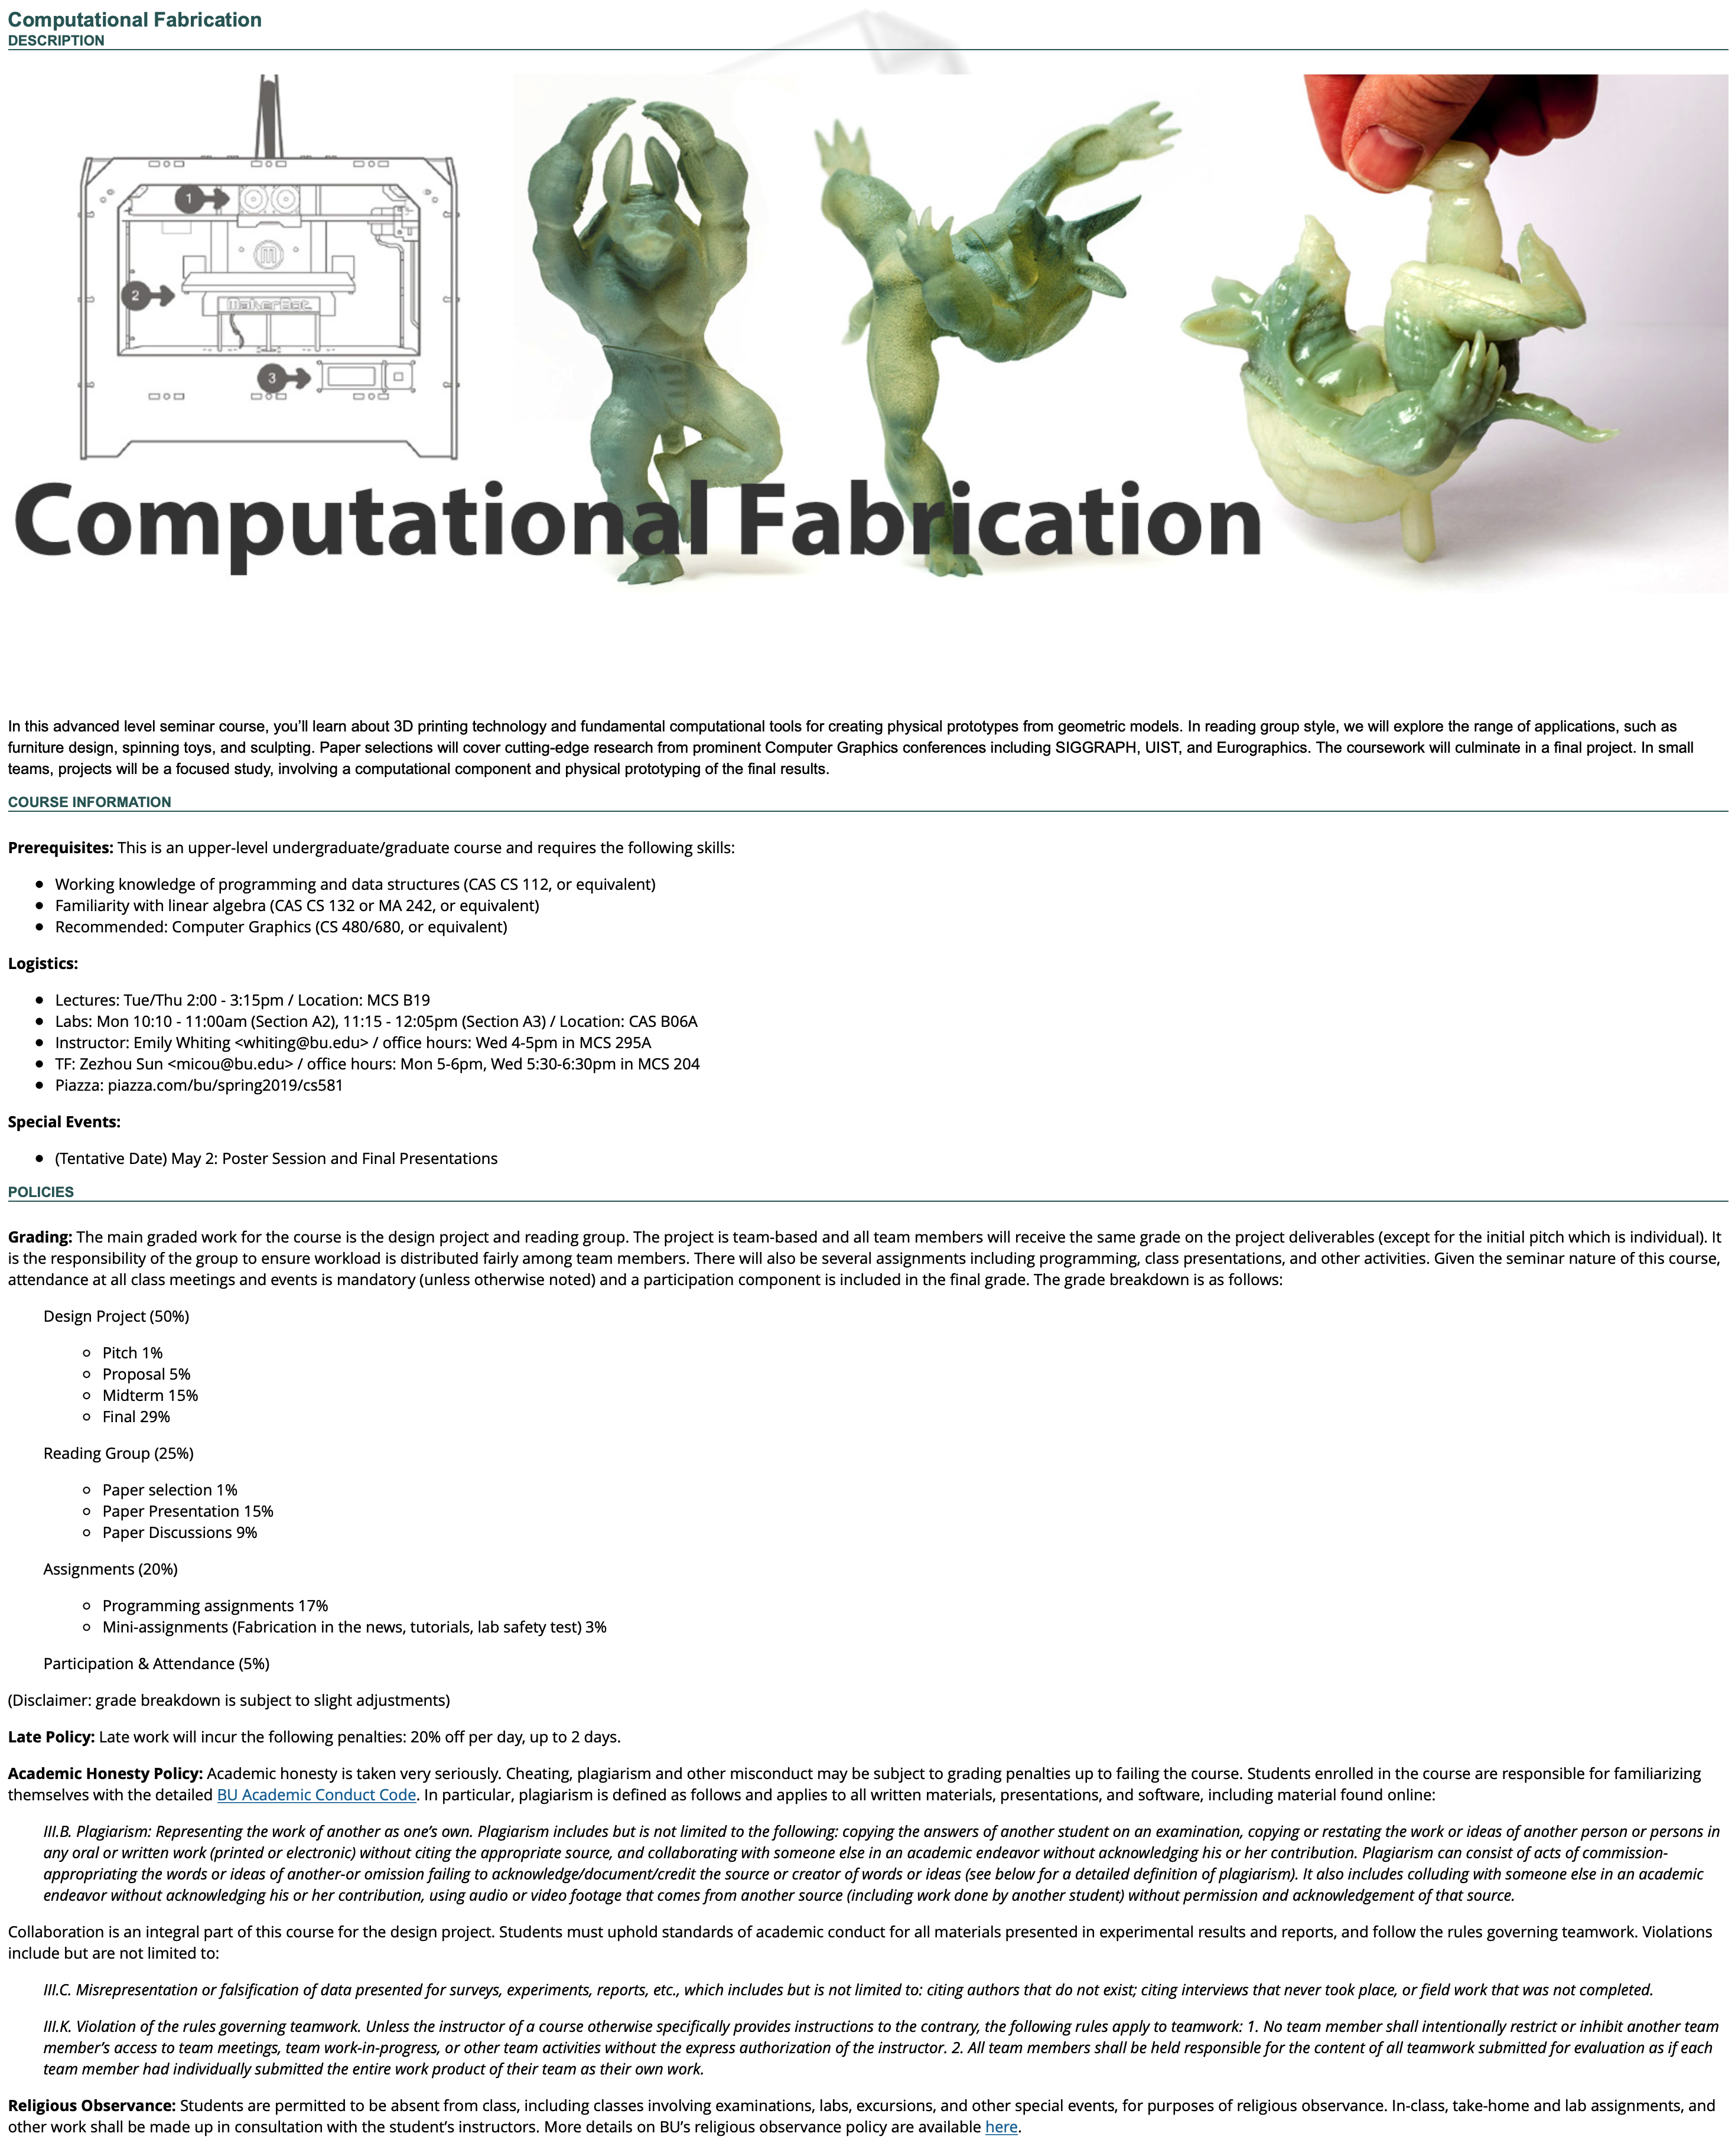 Computational Fabrication
DESCRIPTION
1
2
MakerBot
3
Computational Fabrication
In this advanced level seminar course, you'll learn about 3D printing technology and fundamental computational tools for creating physical prototypes from geometric models. In reading group style, we will explore the range of applications, such as
furniture design, spinning toys, and sculpting. Paper selections will cover cutting-edge research from prominent Computer Graphics conferences including SIGGRAPH, UIST, and Eurographics. The coursework will culminate in a final project. In small
teams, projects will be a focused study, involving a computational component and physical prototyping of the final results.
COURSE INFORMATION
Prerequisites: This is an upper-level undergraduate/graduate course and requires the following skills:
• Working knowledge of programming and data structures (CAS CS 112, or equivalent)
• Familiarity with linear algebra (CAS CS 132 or MA 242, or equivalent)
• Recommended: Computer Graphics (CS 480/680, or equivalent)
Logistics:
• Lectures: Tue/Thu 2:00 - 3:15pm / Location: MCS B19
• Labs: Mon 10:10 - 11:00am (Section A2), 11:15 - 12:05pm (Section A3) / Location: CAS B06A
• Instructor: Emily Whiting <whiting@bu.edu> / office hours: Wed 4-5pm in MCS 295A
• TF: Zezhou Sun <micou@bu.edu> / office hours: Mon 5-6pm, Wed 5:30-6:30pm in MCS 204
• Piazza: piazza.com/bu/spring2019/cs581
Special Events:
• (Tentative Date) May 2: Poster Session and Final Presentations
POLICIES
Grading: The main graded work for the course is the design project and reading group. The project is team-based and all team members will receive the same grade on the project deliverables (except for the initial pitch which is individual). It
is the responsibility of the group to ensure workload is distributed fairly among team members. There will also be several assignments including programming, class presentations, and other activities. Given the seminar nature of this course,
attendance at all class meetings and events is mandatory (unless otherwise noted) and a participation component is included in the final grade. The grade breakdown is as follows:
Design Project (50%)
○ Pitch 1%
○ Proposal 5%
○ Midterm 15%
○ Final 29%
Reading Group (25%)
○ Paper selection 1%
○ Paper Presentation 15%
○ Paper Discussions 9%
Assignments (20%)
○ Programming assignments 17%
○ Mini-assignments (Fabrication in the news, tutorials, lab safety test) 3%
Participation & Attendance (5%)
(Disclaimer: grade breakdown is subject to slight adjustments)
Late Policy: Late work will incur the following penalties: 20% off per day, up to 2 days.
Academic Honesty Policy: Academic honesty is taken very seriously. Cheating, plagiarism and other misconduct may be subject to grading penalties up to failing the course. Students enrolled in the course are responsible for familiarizing
themselves with the detailed BU Academic Conduct Code. In particular, plagiarism is defined as follows and applies to all written materials, presentations, and software, including material found online:
III.B. Plagiarism: Representing the work of another as one's own. Plagiarism includes but is not limited to the following: copying the answers of another student on an examination, copying or restating the work or ideas of another person or persons in
any oral or written work (printed or electronic) without citing the appropriate source, and collaborating with someone else in an academic endeavor without acknowledging his or her contribution. Plagiarism can consist of acts of commission-
appropriating the words or ideas of another-or omission failing to acknowledge/document/credit the source or creator of words or ideas (see below for a detailed definition of plagiarism). It also includes colluding with someone else in an academic
endeavor without acknowledging his or her contribution, using audio or video footage that comes from another source (including work done by another student) without permission and acknowledgement of that source.
Collaboration is an integral part of this course for the design project. Students must uphold standards of academic conduct for all materials presented in experimental results and reports, and follow the rules governing teamwork. Violations
include but are not limited to:
III.C. Misrepresentation or falsification of data presented for surveys, experiments, reports, etc., which includes but is not limited to: citing authors that do not exist; citing interviews that never took place, or field work that was not completed.
III.K. Violation of the rules governing teamwork. Unless the instructor of a course otherwise specifically provides instructions to the contrary, the following rules apply to teamwork: 1. No team member shall intentionally restrict or inhibit another team
member's access to team meetings, team work-in-progress, or other team activities without the express authorization of the instructor. 2. All team members shall be held responsible for the content of all teamwork submitted for evaluation as if each
team member had individually submitted the entire work product of their team as their own work.
Religious Observance: Students are permitted to be absent from class, including classes involving examinations, labs, excursions, and other special events, for purposes of religious observance. In-class, take-home and lab assignments, and
other work shall be made up in consultation with the student's instructors. More details on BU's religious observance policy are available here.